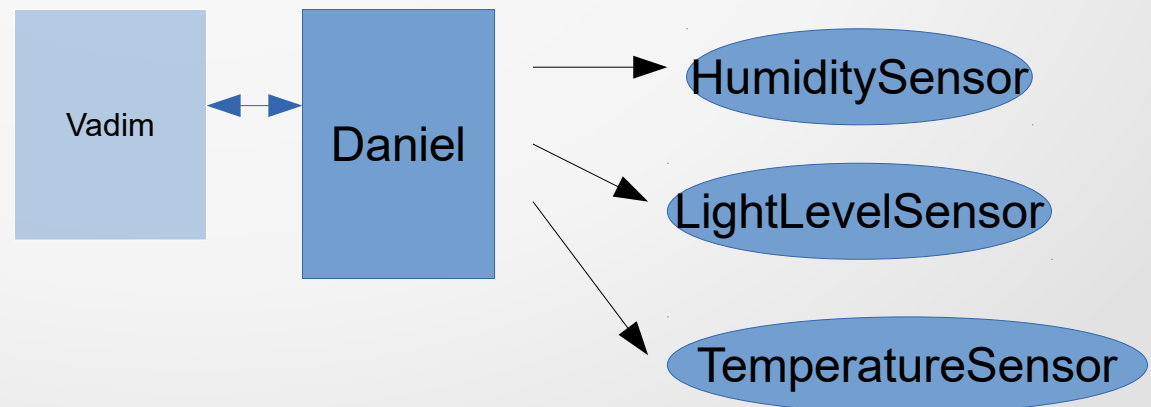 Vadim
Daniel
HumiditySensor
LightLevelSensor
TemperatureSensor